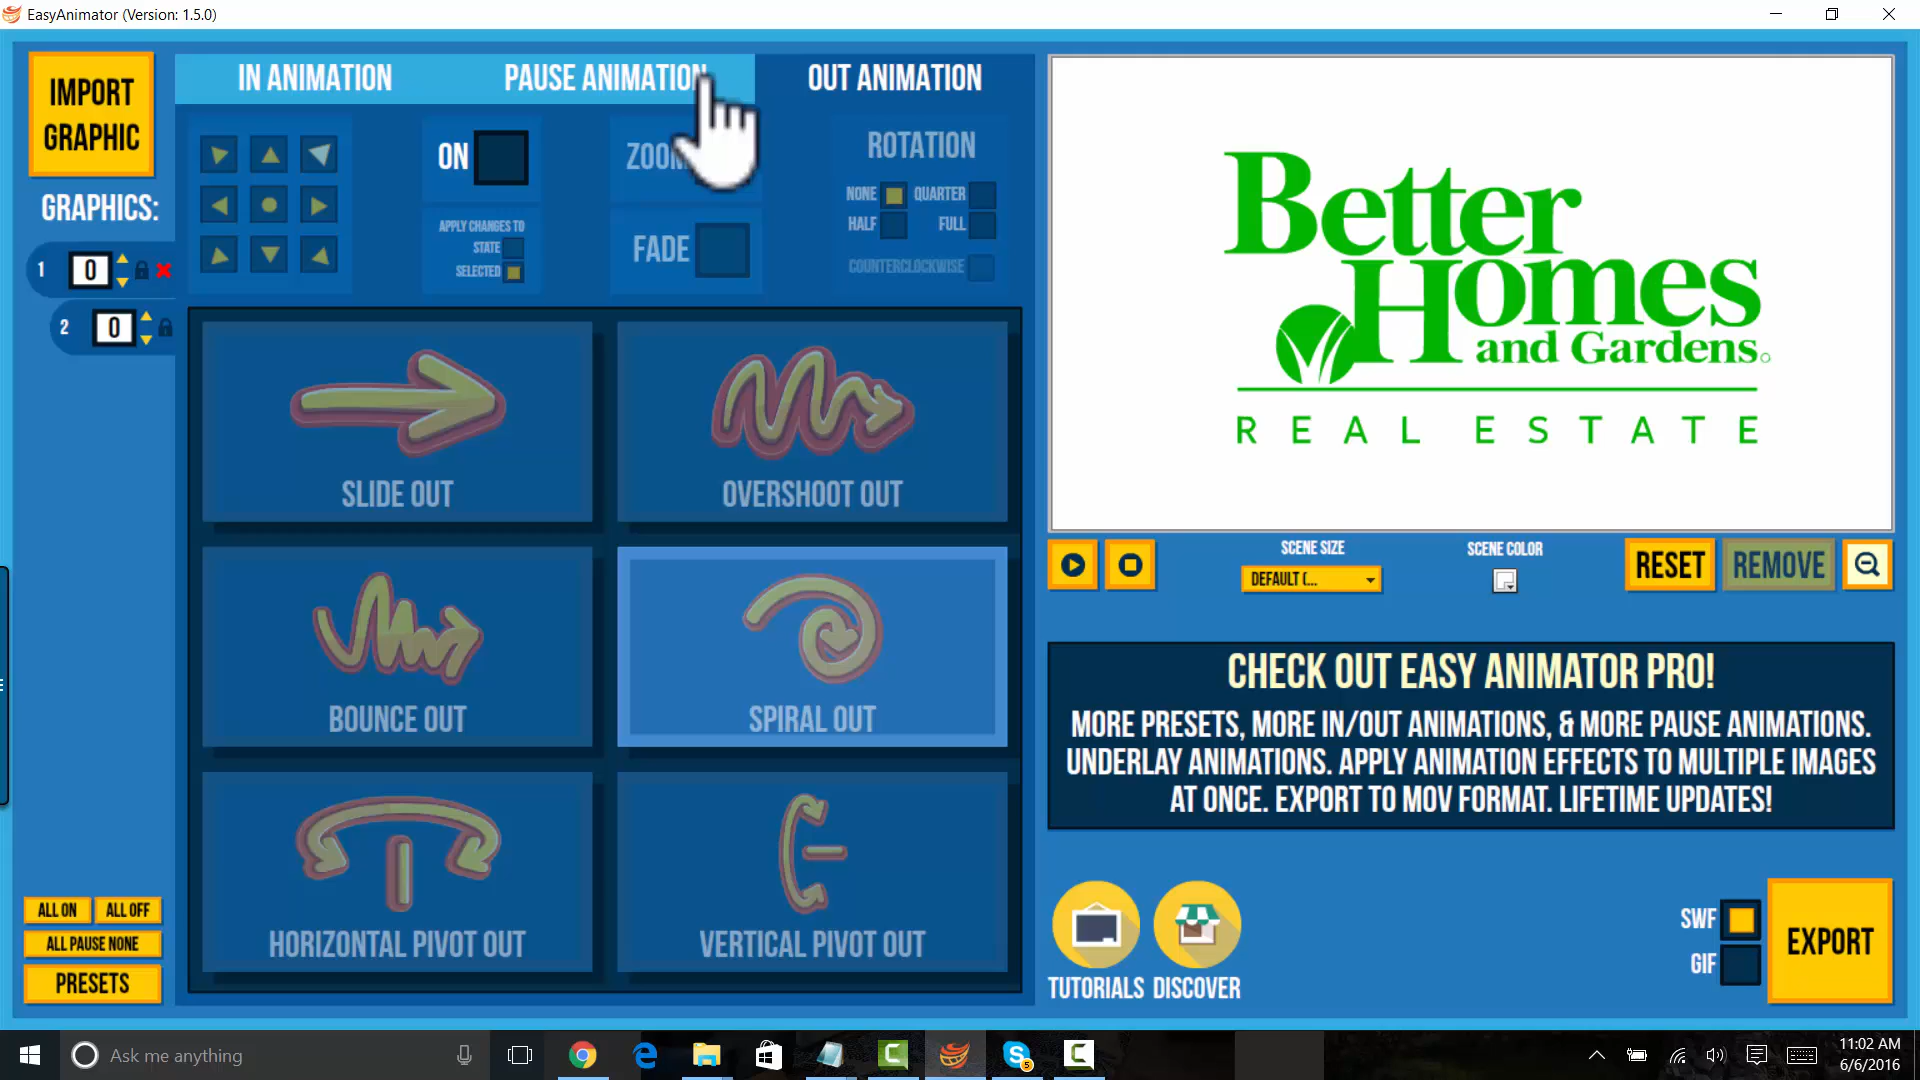 EasyAnimator (Version: 1.5.0)
IMPORT
GRAPHIC
GRAPHICS:
1 0
2 0
IN ANIMATION
PAUSE ANIMATION
OUT ANIMATION
ON
APPLY CHANGES TO
STATE
SELECTED
ZOOM
FADE
ROTATION
NONE QUARTER
HALF FULL
COUNTERCLOCKWISE
SLIDE OUT
OVERSHOOT OUT
BOUNCE OUT
SPIRAL OUT
HORIZONTAL PIVOT OUT
VERTICAL PIVOT OUT
ALL ON ALL OFF
ALL PAUSE NONE
PRESETS
Better
Homes
and Gardens
REAL ESTATE
SCENE SIZE
DEFAULT (...
SCENE COLOR
RESET
REMOVE
CHECK OUT EASY ANIMATOR PRO!
MORE PRESETS, MORE IN/OUT ANIMATIONS, & MORE PAUSE ANIMATIONS.
UNDERLAY ANIMATIONS. APPLY ANIMATION EFFECTS TO MULTIPLE IMAGES
AT ONCE. EXPORT TO MOV FORMAT. LIFETIME UPDATES!
TUTORIALS
DISCOVER
SWF
GIF
EXPORT
Ask me anything
5
11:02 AM
6/6/2016